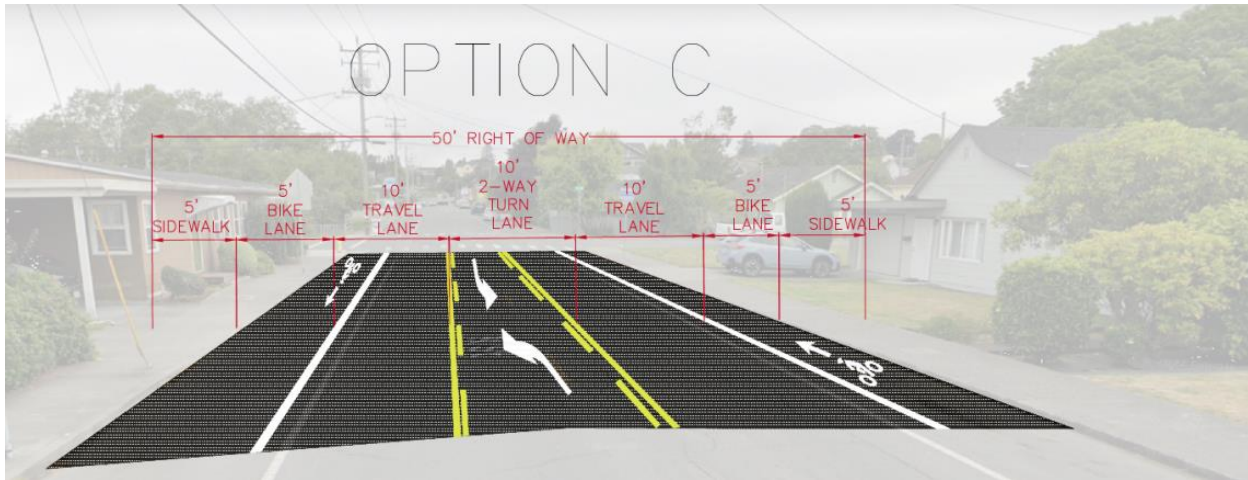 OPTION C
50' RIGHT OF WAY
5'
SIDEWALK
5'
BIKE
LANE
10'
TRAVEL
LANE
10'
2-WAY
TURN
LANE
10'
TRAVEL
LANE
5'
BIKE
LANE
5'
SIDEWALK